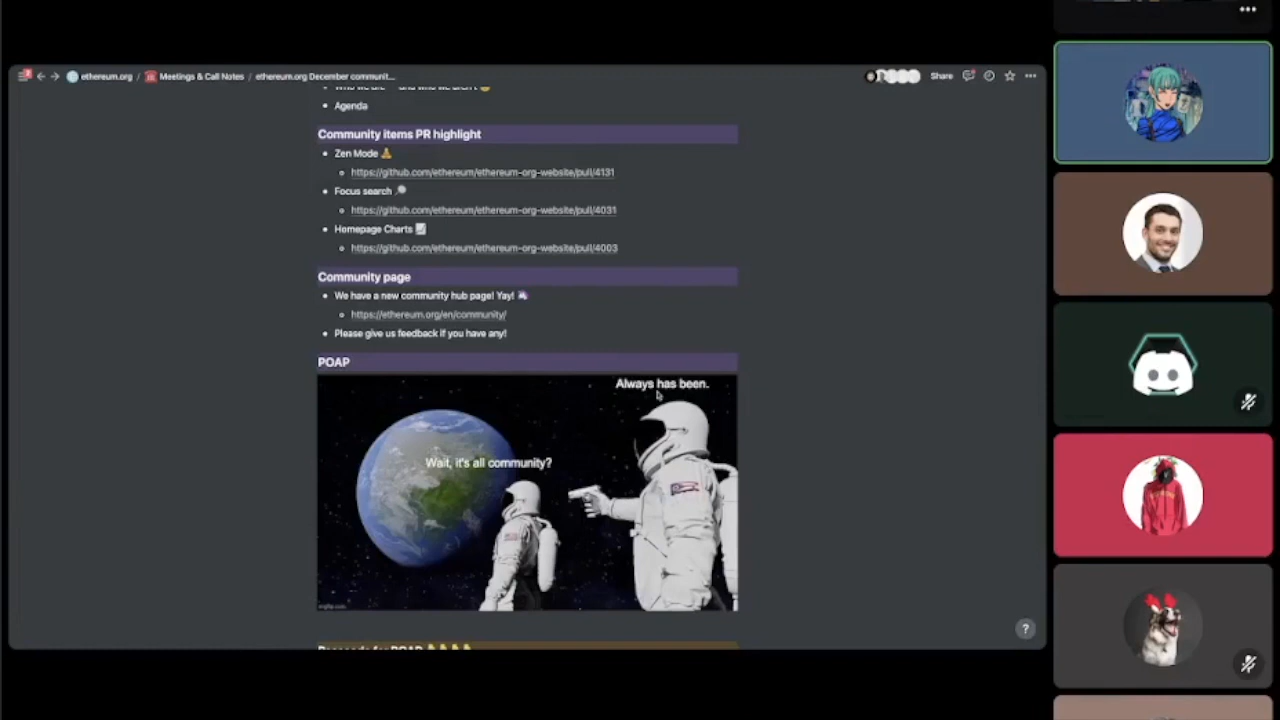 ethereum.org / Meetings & Call Notes / ethereum.org December communit...
Share
Agenda
Community items PR highlight
Zen Mode
https://github.com/ethereum/ethereum-org-website/pull/4131
Focus search
https://github.com/ethereum/ethereum-org-website/pull/4031
Homepage Charts
https://github.com/ethereum/ethereum-org-website/pull/4003
Community page
We have a new community hub page! Yay!
https://ethereum.org/en/community/
Please give us feedback if you have any!
POAP
Always has been.
Wait, it's all community?
imgflip.com
?